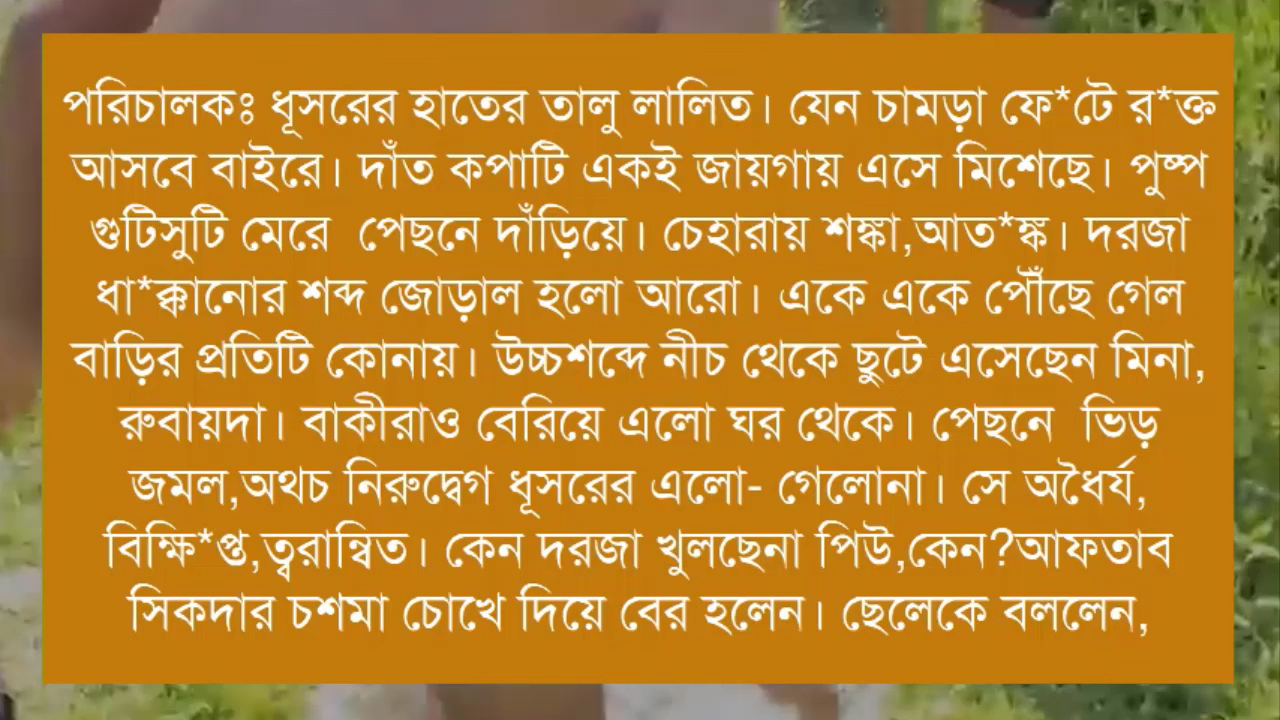 পরিচালকঃ ধূসরের হাতের তালু লালিত। যেন চামড়া ফে*টে র*ক্ত
আসবে বাইরে। দাঁত কপাটি একই জায়গায় এসে মিশেছে। পুষ্প
গুটিসুটি মেরে  পেছনে দাঁড়িয়ে। চেহারায় শঙ্কা,আত*ঙ্ক। দরজা
ধা*ক্কানোর শব্দ জোড়াল হলো আরো। একে একে পৌঁছে গেল
বাড়ির প্রতিটি কোনায়। উচ্চশব্দে নীচ থেকে ছুটে এসেছেন মিনা,
রুবায়দা। বাকীরাও বেরিয়ে এলো ঘর থেকে। পেছনে  ভিড়
জমল,অথচ নিরুদ্বেগ ধূসরের এলো- গেলোনা। সে অধৈর্য,
বিক্ষি*প্ত,ত্বরান্বিত। কেন দরজা খুলছেনা পিউ,কেন?আফতাব
সিকদার চশমা চোখে দিয়ে বের হলেন। ছেলেকে বললেন,